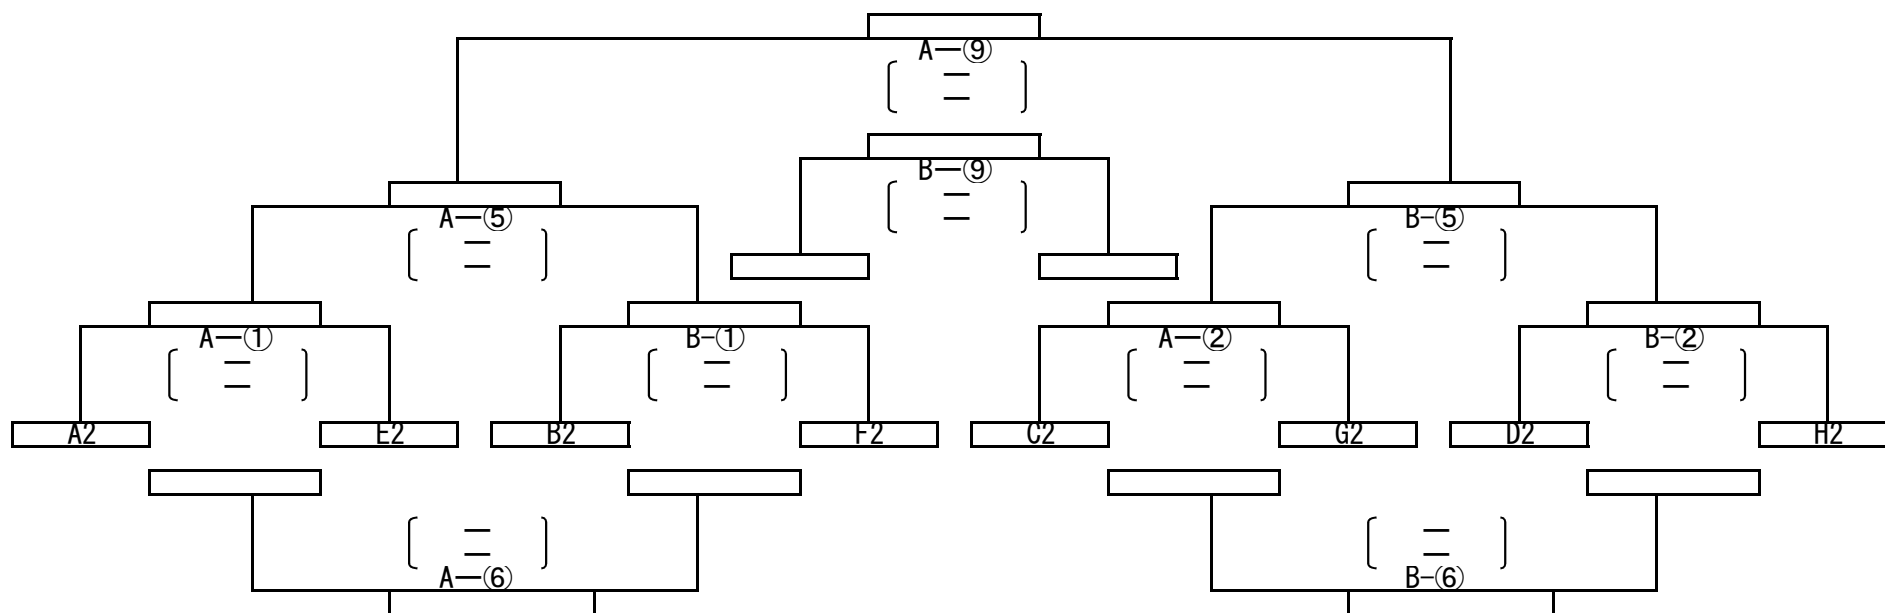 A―⑨
―
―
B―⑨
―
―
A―⑤
―
―
B-⑤
―
―
A―①
―
―
B-①
―
―
A―②
―
―
B-②
―
―
A2
E2
B2
F2
C2
G2
D2
H2
―
―
A―⑥
―
―
B-⑥